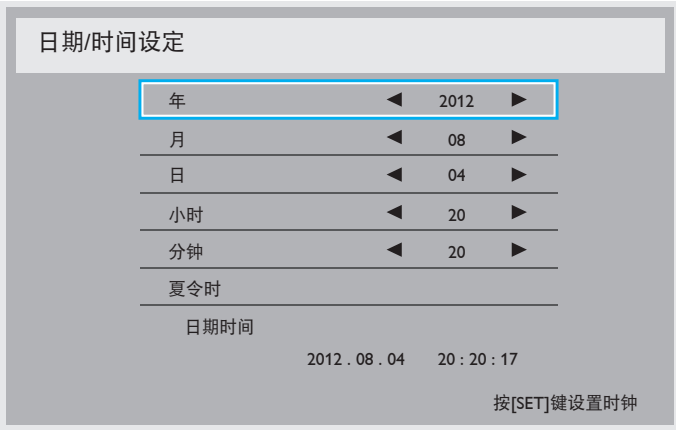 日期/时间设定
年 ◀ 2012 ▶
月 ◀ 08 ▶
日 ◀ 04 ▶
小时 ◀ 20 ▶
分钟 ◀ 20 ▶
夏令时
日期时间
2012 . 08 . 04 20 : 20 : 17
按[SET]键设置时钟